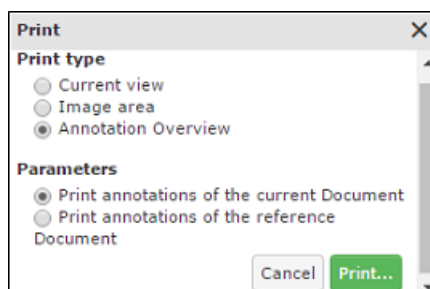 Print
Print type
Current view
Image area
Annotation Overview
Parameters
Print annotations of the current Document
Print annotations of the reference
Document
Cancel Print...